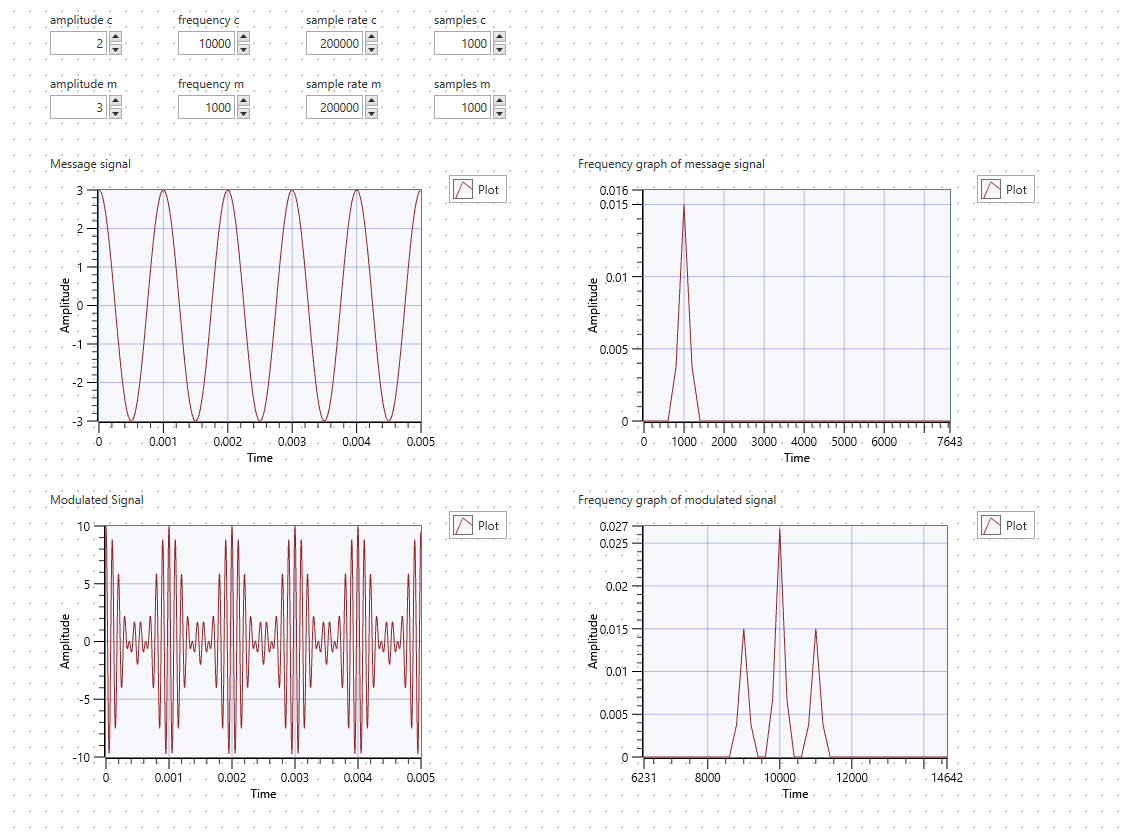 amplitude c frequency c sample rate c samples c
2 10000 200000 1000
amplitude m frequency m sample rate m samples m
3 1000 200000 1000
Message signal
Plot
3
2
1
0
-1
-2
-3
Amplitude
0 0.001 0.002 0.003 0.004 0.005
Time
Frequency graph of message signal
Plot
0.016
0.015
0.01
0.005
0
Amplitude
0 1000 2000 3000 4000 5000 6000 7643
Time
Modulated Signal
Plot
10
5
0
-5
-10
Amplitude
0 0.001 0.002 0.003 0.004 0.005
Time
Frequency graph of modulated signal
Plot
0.027
0.025
0.02
0.015
0.01
0.005
0
Amplitude
6231 8000 10000 12000 14642
Time